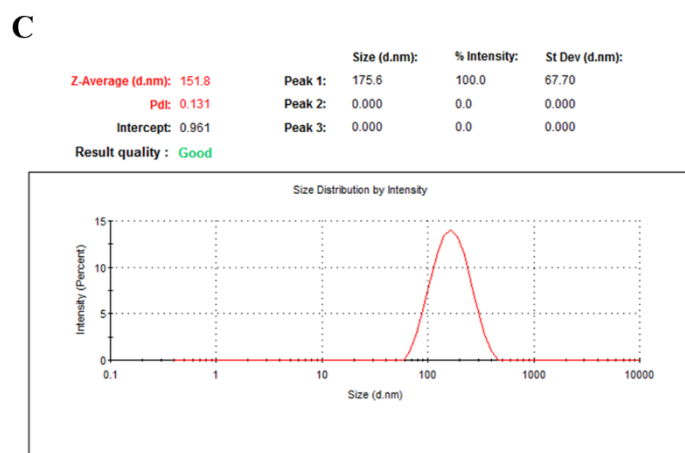 C
Size (d.nm): % Intensity: St Dev (d.nm):
Z-Average (d.nm): 151.8 Peak 1: 175.6 100.0 67.70
PdI: 0.131 Peak 2: 0.000 0.0 0.000
Intercept: 0.961 Peak 3: 0.000 0.0 0.000
Result quality : Good
Size Distribution by Intensity
Intensity (Percent)
15
10
5
0
0.1 1 10 100 1000 10000
Size (d.nm)